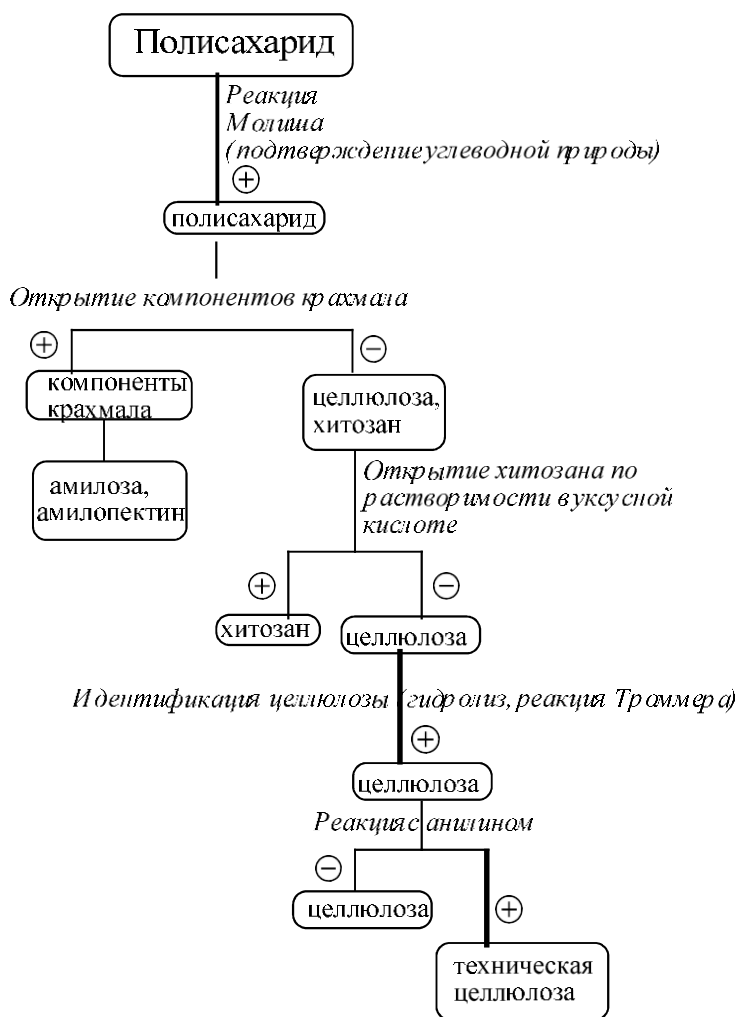 Полисахарид
Реакция
Молиша
(подтверждение углеводной природы)
+
полисахарид
Открытие компонентов крахмала
+
−
компоненты
крахмала
целлюлоза,
хитозан
амилоза,
амилопектин
Открытие хитозана по
растворимости в уксусной
кислоте
+
−
хитозан
целлюлоза
Идентификация целлюлозы (гидролиз, реакция Троммера)
+
целлюлоза
Реакция с анилином
−
целлюлоза
+
техническая
целлюлоза